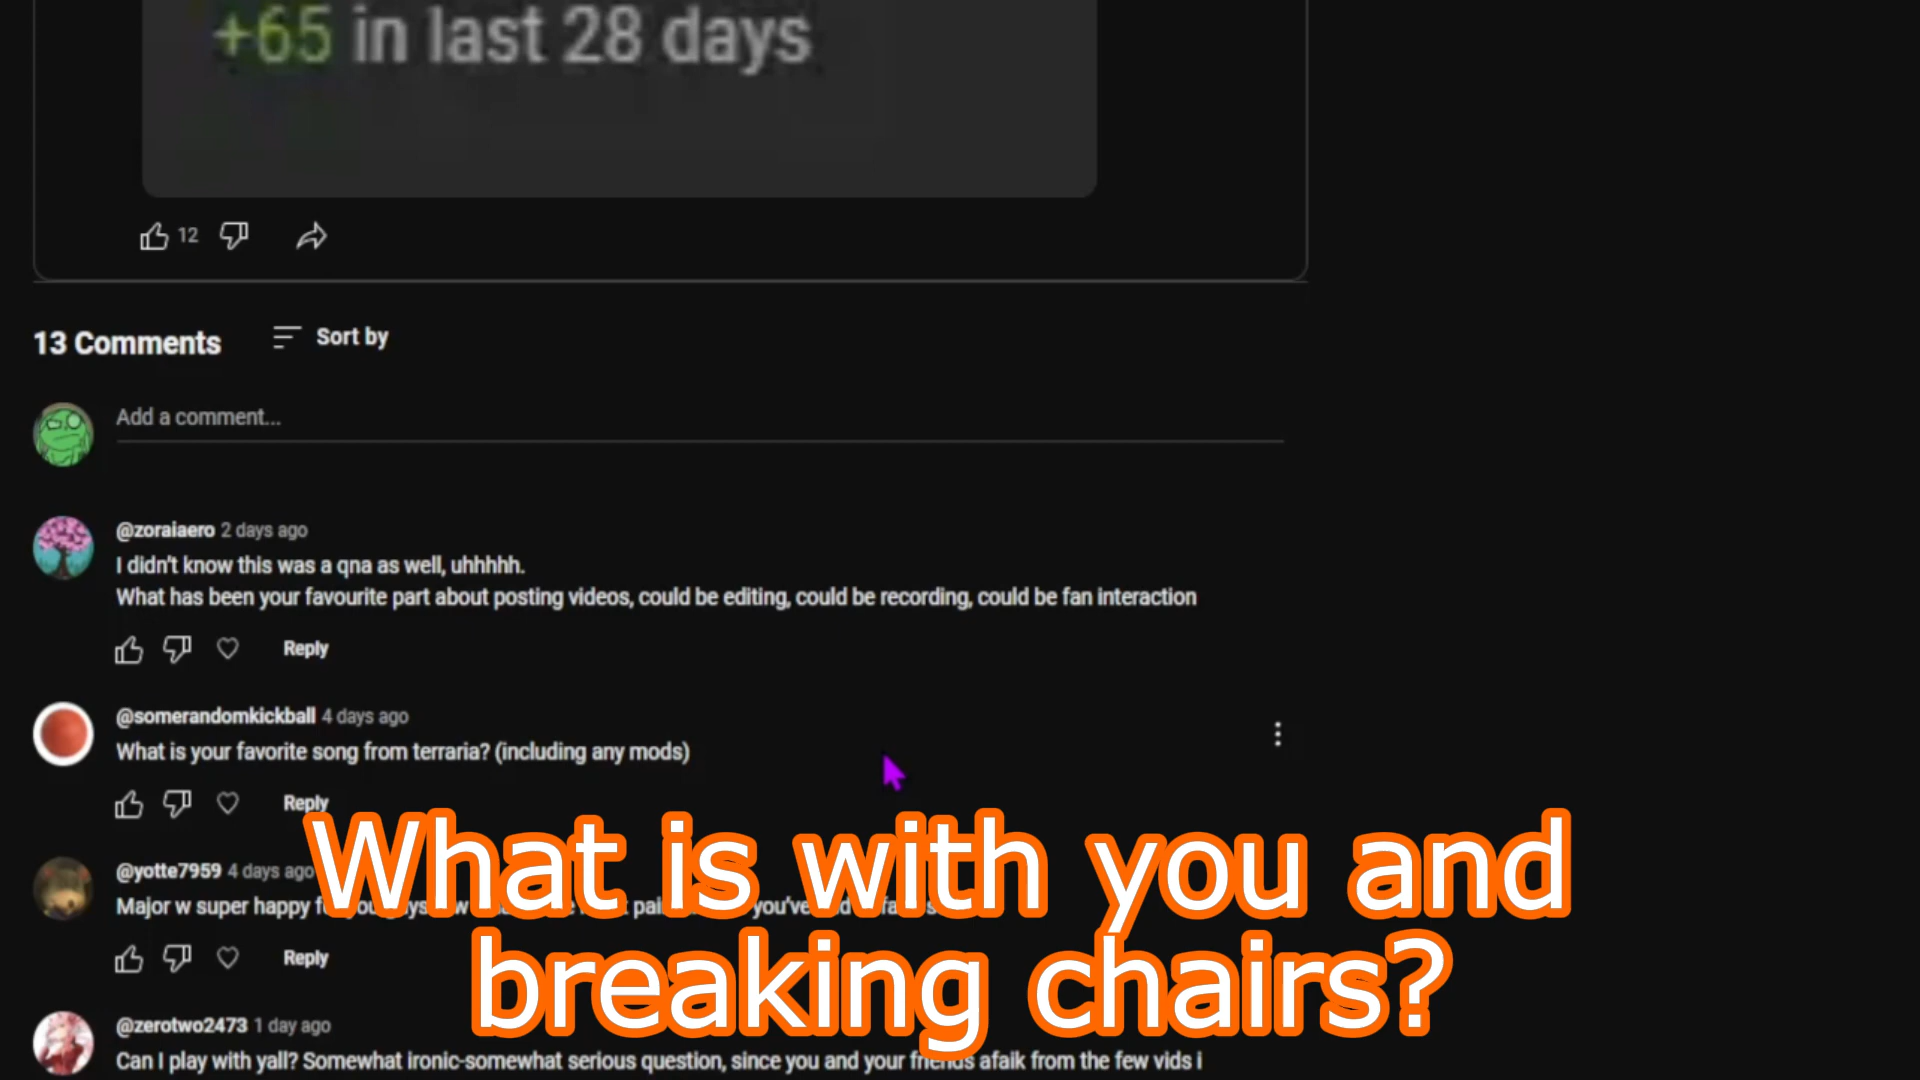 +65 in last 28 days
12
13 Comments
Sort by
Add a comment...
@zoraiaero 2 days ago
I didn't know this was a qna as well, uhhhhh.
What has been your favourite part about posting videos, could be editing, could be recording, could be fan interaction
Reply
@somerandomkickball 4 days ago
What is your favorite song from terraria? (including any mods)
Reply
@yotte7959 4 days ago
Major w super happy
you've
Reply
What is with you and
breaking chairs?
@zerotwo2473 1 day ago
Can I play with yall? Somewhat ironic-somewhat serious question, since you and your friends afaik from the few vids i